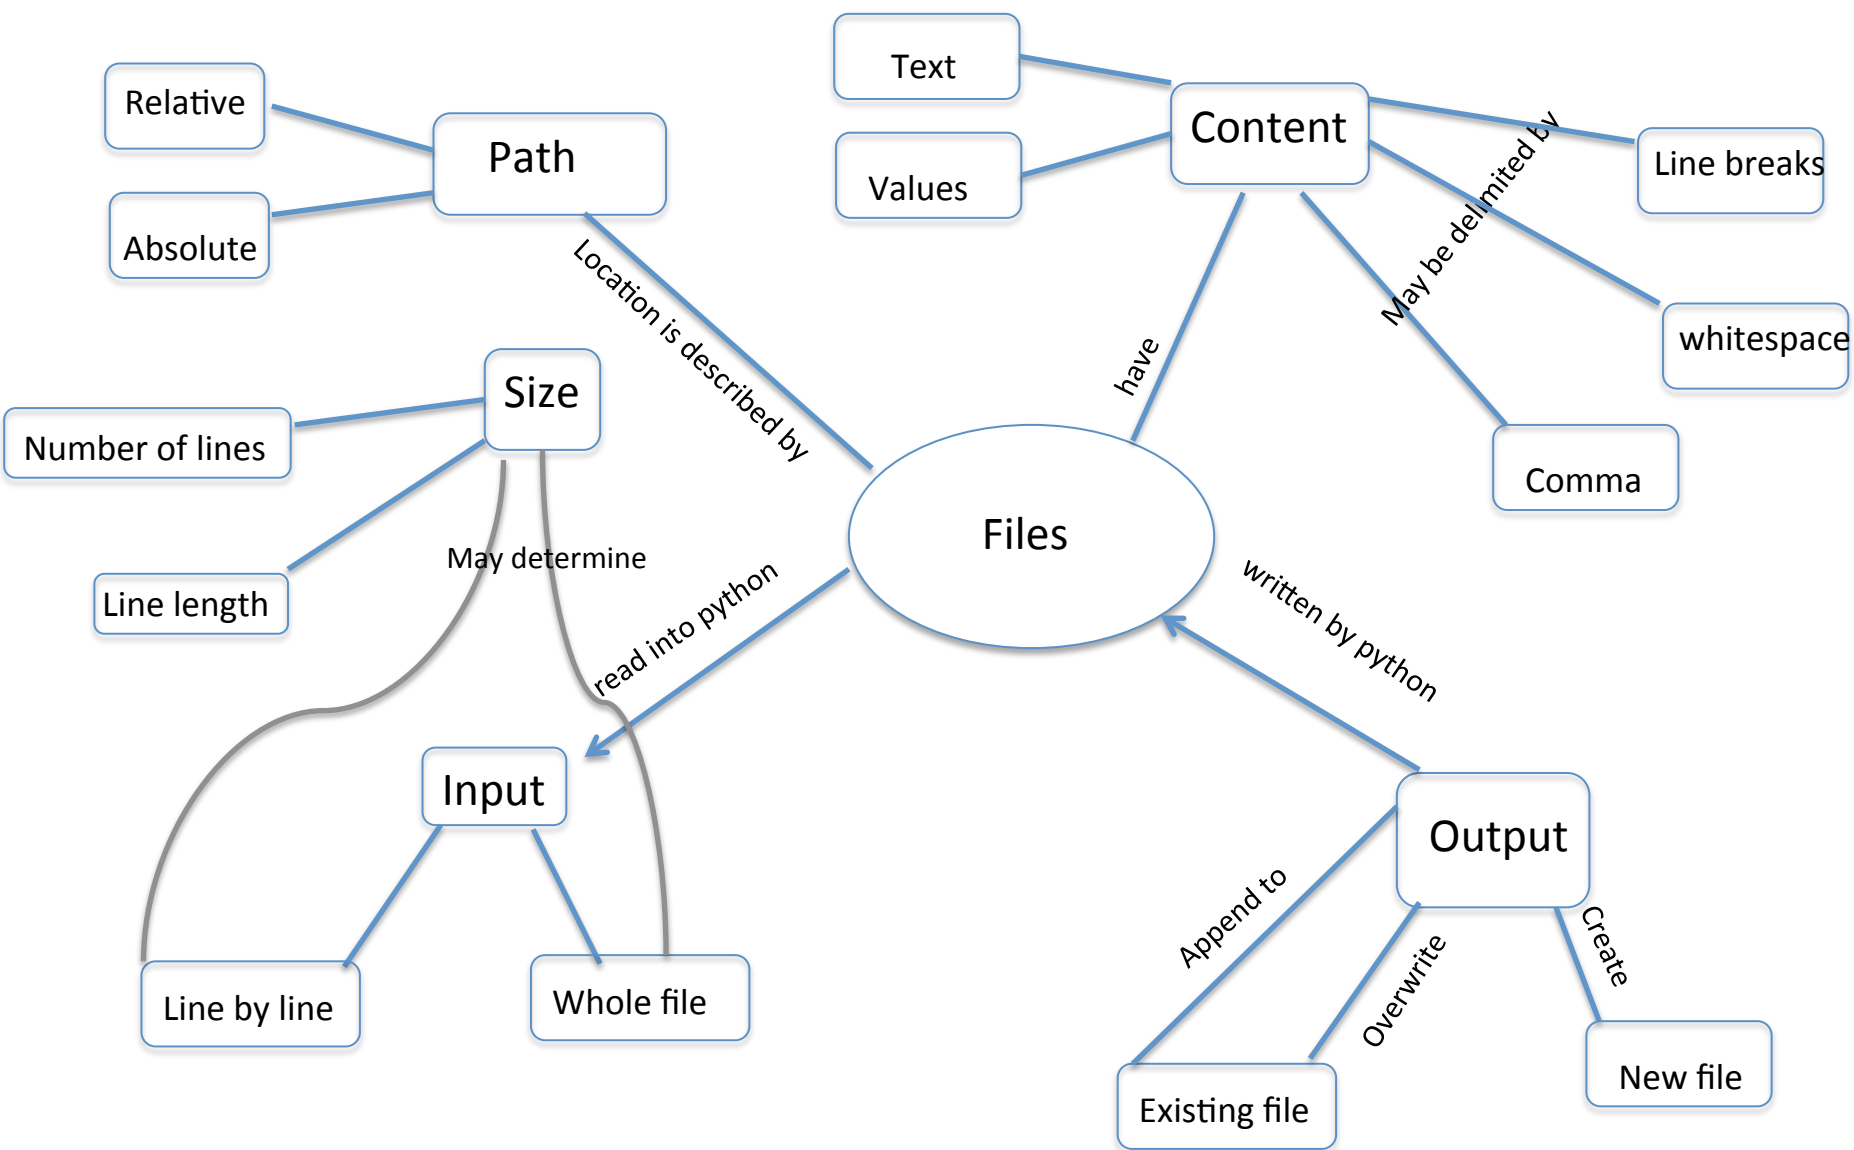 Text
Relative
Path
Content
Values
Line breaks
Absolute
May be delimited by
Location is described by
whitespace
have
Size
Number of lines
Comma
Files
May determine
Line length
read into python
written by python
Input
Output
Append to
Overwrite
Create
Line by line
Whole file
New file
Existing file